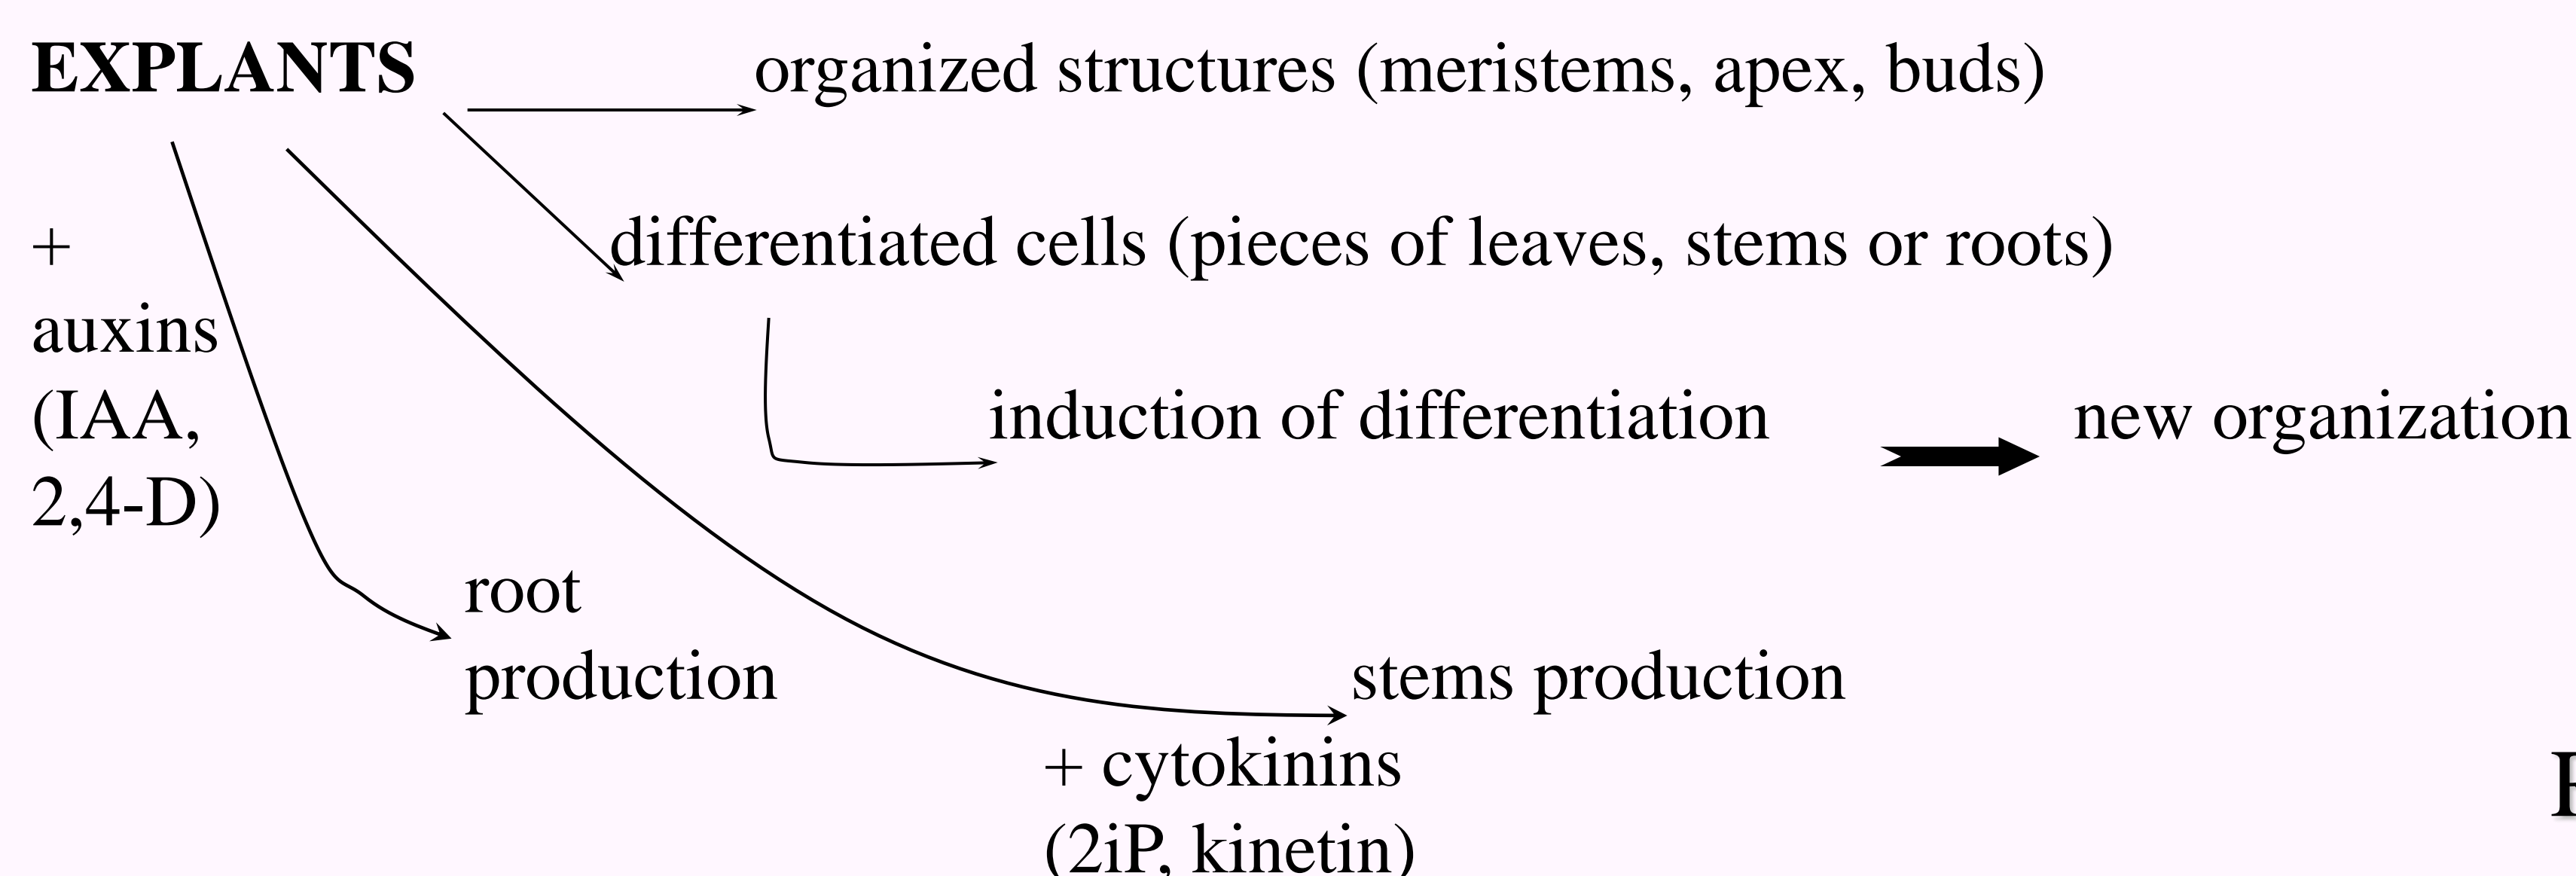 EXPLANTS
organized structures (meristems, apex, buds)
+
differentiated cells (pieces of leaves, stems or roots)
auxins
(IAA,
induction of differentiation
new organization
2,4-D)
root
production
stems production
+ cytokinins
(2iP, kinetin)